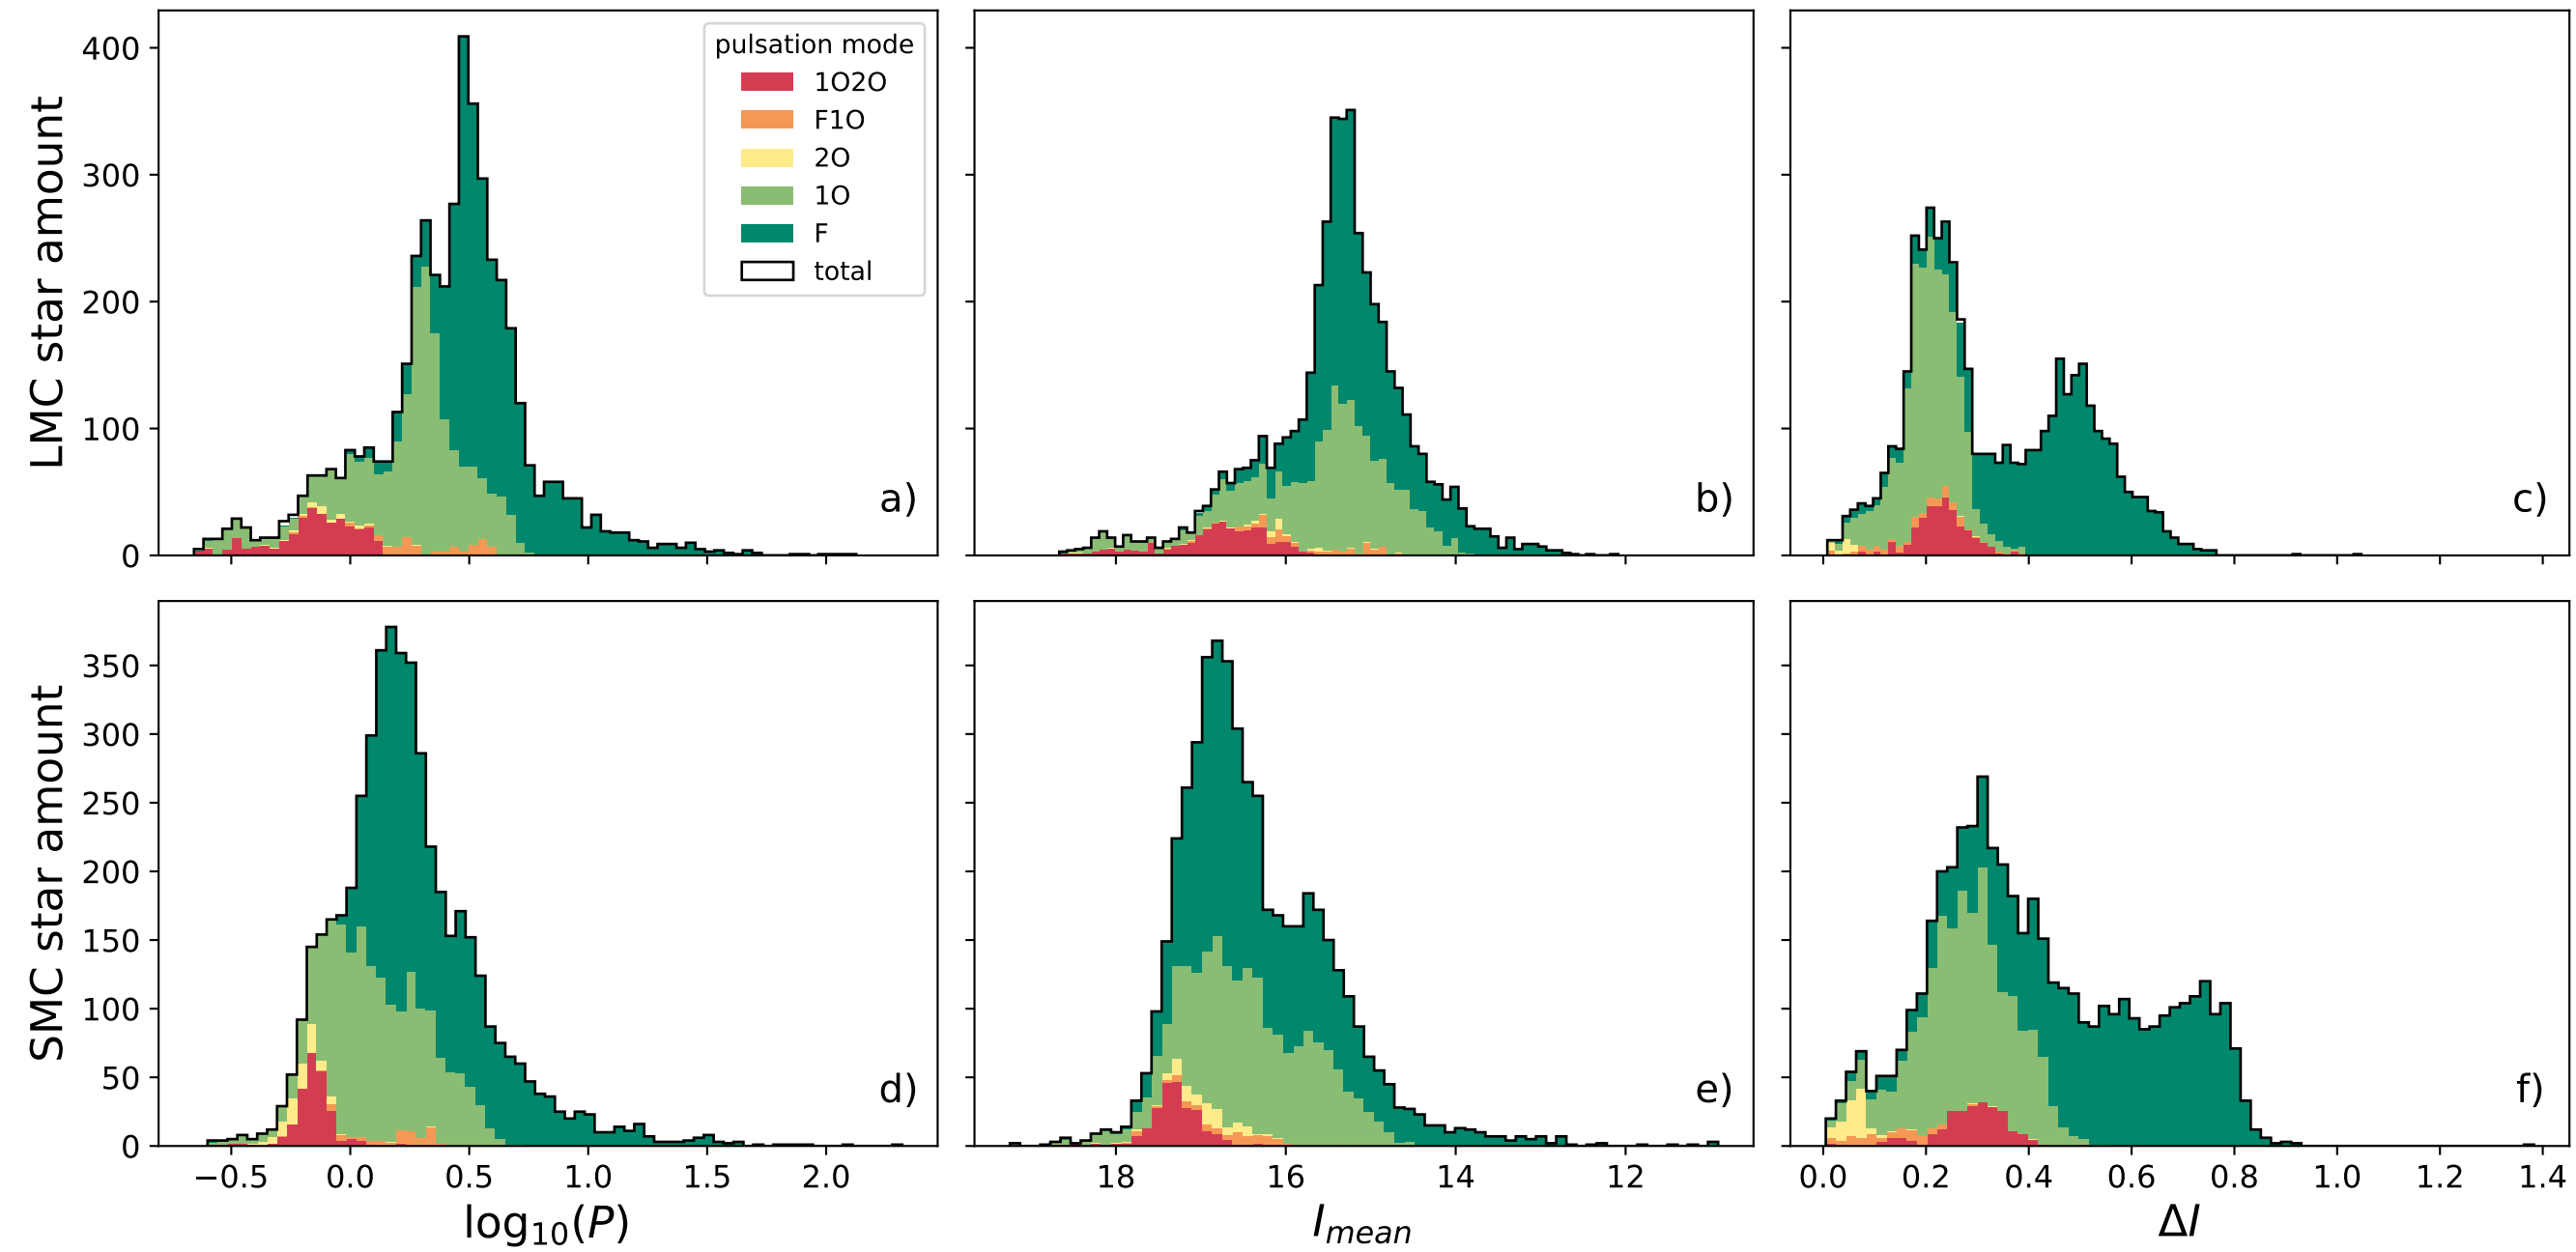 LMC star amount
400
300
200
100
0
pulsation mode
1O2O
F1O
2O
1O
F
total
a)
b)
c)
SMC star amount
350
300
250
200
150
100
50
0
d)
e)
f)
−0.5 0.0 0.5 1.0 1.5 2.0
18 16 14 12
0.0 0.2 0.4 0.6 0.8 1.0 1.2 1.4
log₁₀(P)
I_mean
ΔI